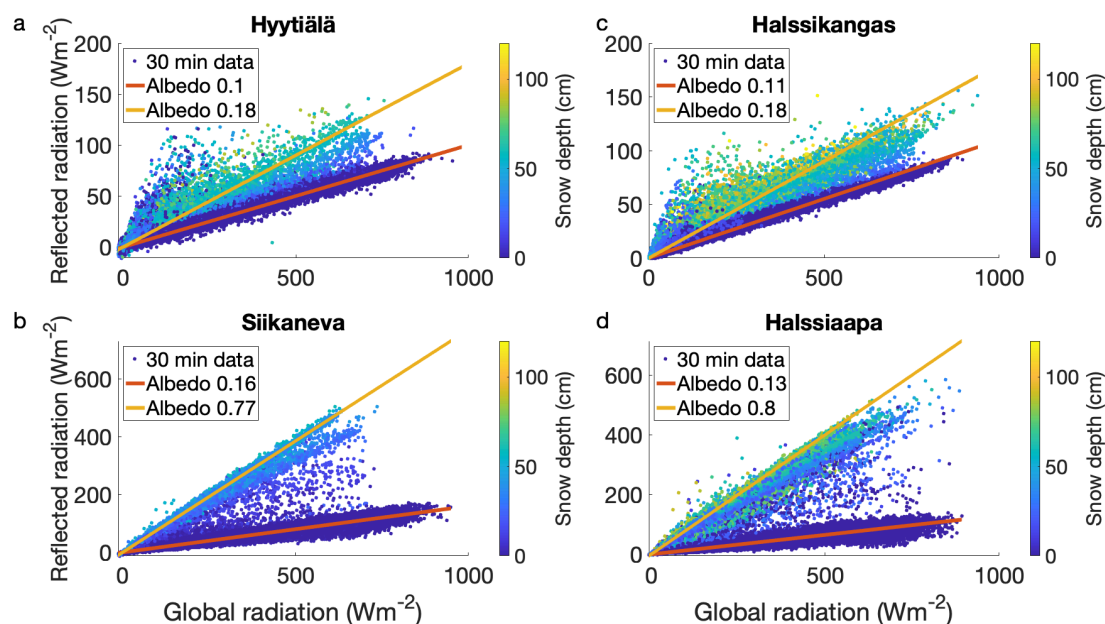 a
Hyytiälä
Reflected radiation (Wm⁻²)
200
150
100
50
0
0
500
1000
30 min data
Albedo 0.1
Albedo 0.18
100
50
0
Snow depth (cm)
c
Halssikangas
200
150
100
50
0
0
500
1000
30 min data
Albedo 0.11
Albedo 0.18
100
50
0
Snow depth (cm)
b
Siikaneva
Reflected radiation (Wm⁻²)
600
400
200
0
0
500
1000
30 min data
Albedo 0.16
Albedo 0.77
100
50
0
Snow depth (cm)
Global radiation (Wm⁻²)
d
Halssiaapa
600
400
200
0
0
500
1000
30 min data
Albedo 0.13
Albedo 0.8
100
50
0
Snow depth (cm)
Global radiation (Wm⁻²)